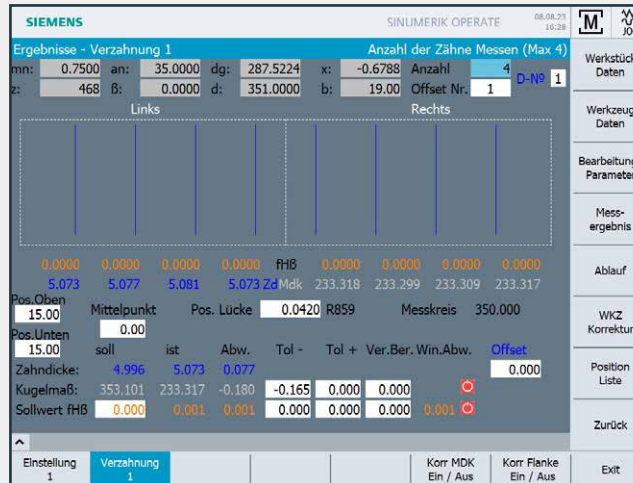 SIEMENS SINUMERIK OPERATE 08.08.23 16:28
M JO
Ergebnisse - Verzahnung 1 Anzahl der Zähne Messen (Max 4)
mn: 0.7500 an: 35.0000 dg: 287.5224 x: -0.6788 Anzahl 4 D-Nº 1
z: 468 ß: 0.0000 d: 351.0000 b: 19.00 Offset Nr. 1
Links Rechts
0.0000 0.0000 0.0000 0.0000 fHß 0.0000 0.0000 0.0000 0.0000
5.073 5.077 5.081 5.073 Zd Mdk 233.318 233.299 233.309 233.317
Pos.Oben
15.00 Mittelpunkt Pos. Lücke 0.0420 R859 Messkreis 350.000
Pos.Unten 0.00
15.00 soll ist Abw. Tol - Tol + Ver.Ber. Win.Abw. Offset
Zahndicke: 4.996 5.073 0.077 0.000
Kugelmaß: 353.101 233.317 -0.180 -0.165 0.000 0.000
Sollwert fHß 0.000 0.001 0.001 0.000 0.000 0.000 0.001
Einstellung 1
Verzahnung 1
Korr MDK Ein / Aus
Korr Flanke Ein / Aus
Werkstück Daten
Werkzeug Daten
Bearbeitung Parameter
Mess-
ergebnis
Ablauf
WKZ Korrektur
Position Liste
Zurück
Exit